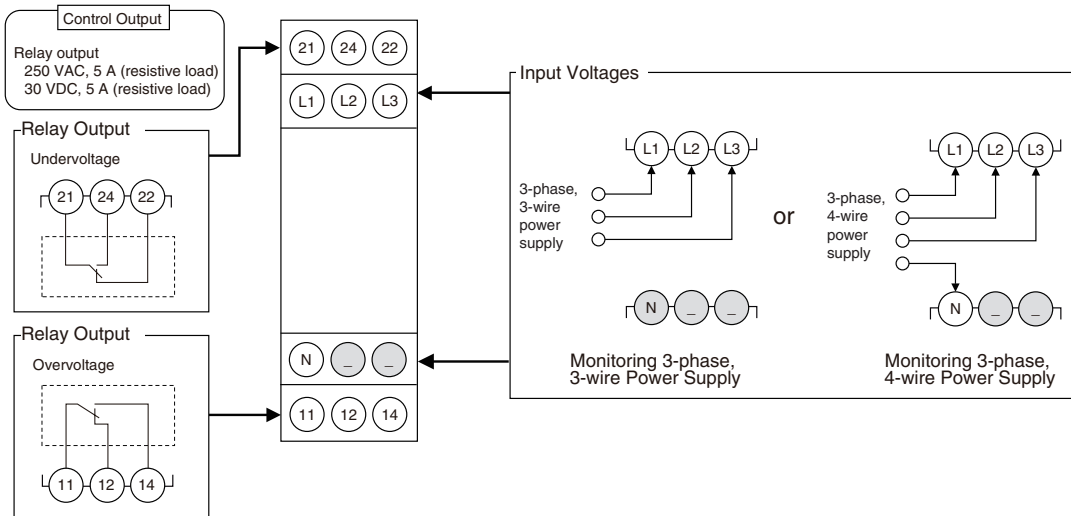 Control Output
Relay output
250 VAC, 5 A (resistive load)
30 VDC, 5 A (resistive load)
Relay Output
Undervoltage
21 24 22
Relay Output
Overvoltage
11 12 14
21 24 22
L1 L2 L3
N _ _
11 12 14
Input Voltages
L1 L2 L3
3-phase,
3-wire
power
supply
N _ _
Monitoring 3-phase,
3-wire Power Supply
or
L1 L2 L3
3-phase,
4-wire
power
supply
N _ _
Monitoring 3-phase,
4-wire Power Supply